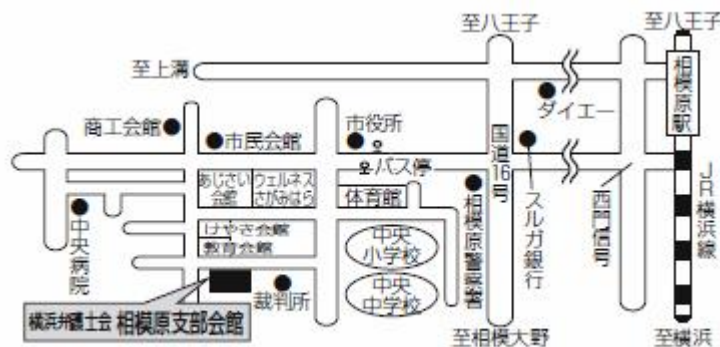 至八王子
至八王子
至上溝
相模原駅
ダイエー
商工会館
市民会館
市役所
国道16号
バス停
スルガ銀行
西門信号
JR横浜線
あじさい
会館
ウェルネス
さがみはら
体育館
相模原警察署
中央病院
けやき会館
教育会館
中央
小学校
中央
中学校
裁判所
横浜弁護士会 相模原支部会館
至相模大野
至横浜